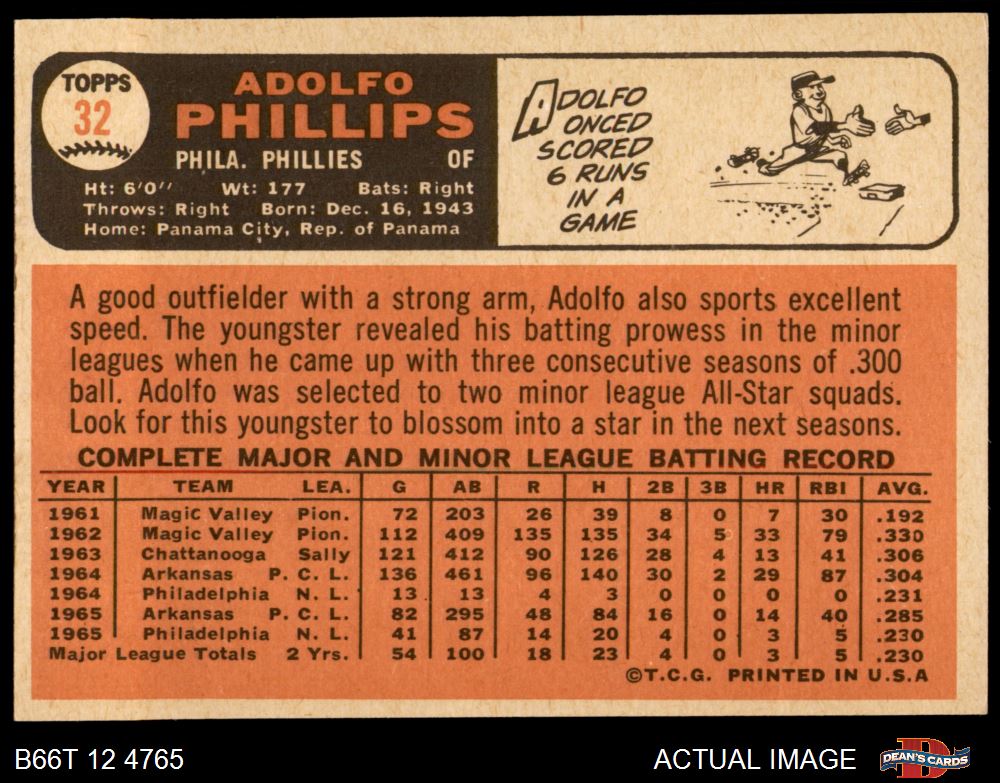 TOPPS
32
ADOLFO
PHILLIPS
PHILA. PHILLIES OF
Ht: 6'0" Wt: 177 Bats: Right
Throws: Right Born: Dec. 16, 1943
Home: Panama City, Rep. of Panama
ADOLFO
ONCED
SCORED
6 RUNS
IN A
GAME
A good outfielder with a strong arm, Adolfo also sports excellent
speed. The youngster revealed his batting prowess in the minor
leagues when he came up with three consecutive seasons of .300
ball. Adolfo was selected to two minor league All-Star squads.
Look for this youngster to blossom into a star in the next seasons.
COMPLETE MAJOR AND MINOR LEAGUE BATTING RECORD
YEAR TEAM LEA. G AB R H 2B 3B HR RBI AVG.
1961 Magic Valley Pion. 72 203 26 39 8 0 7 30 .192
1962 Magic Valley Pion. 112 409 135 135 34 5 33 79 .330
1963 Chattanooga Sally 121 412 90 126 28 4 13 41 .306
1964 Arkansas P. C. L. 136 461 96 140 30 2 29 87 .304
1964 Philadelphia N. L. 13 13 4 3 0 0 0 0 .231
1965 Arkansas P. C. L. 82 295 48 84 16 0 14 40 .285
1965 Philadelphia N. L. 41 87 14 20 4 0 3 5 .230
Major League Totals 2 Yrs. 54 100 18 23 4 0 3 5 .230
©T.C.G. PRINTED IN U.S.A
B66T 12 4765 ACTUAL IMAGE DEAN'S CARDS